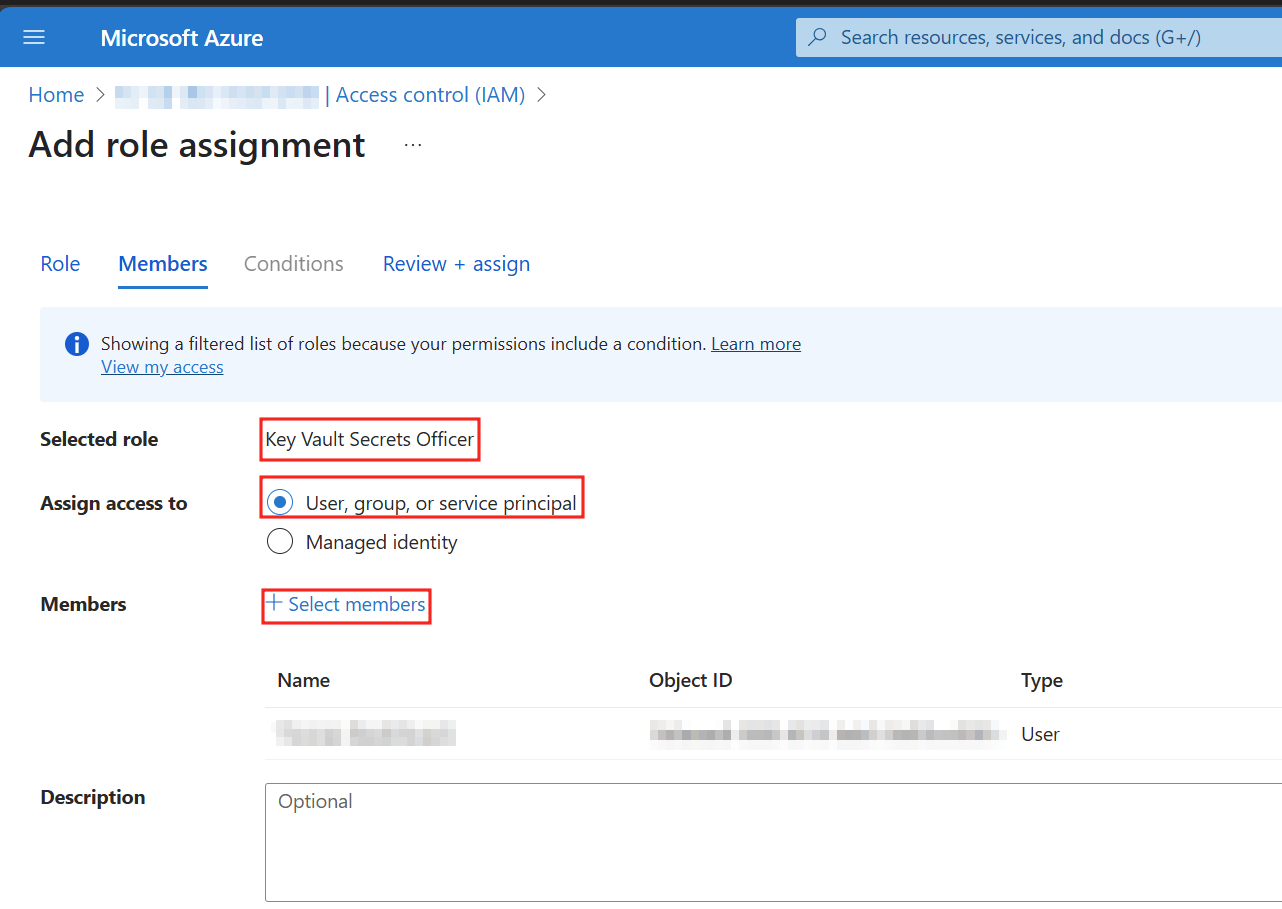 Microsoft Azure
Search resources, services, and docs (G+/)
Home > | Access control (IAM) >
Add role assignment ...
Role Members Conditions Review + assign
Showing a filtered list of roles because your permissions include a condition. Learn more
View my access
Selected role Key Vault Secrets Officer
Assign access to User, group, or service principal
Managed identity
Members + Select members
Name Object ID Type
User
Description Optional